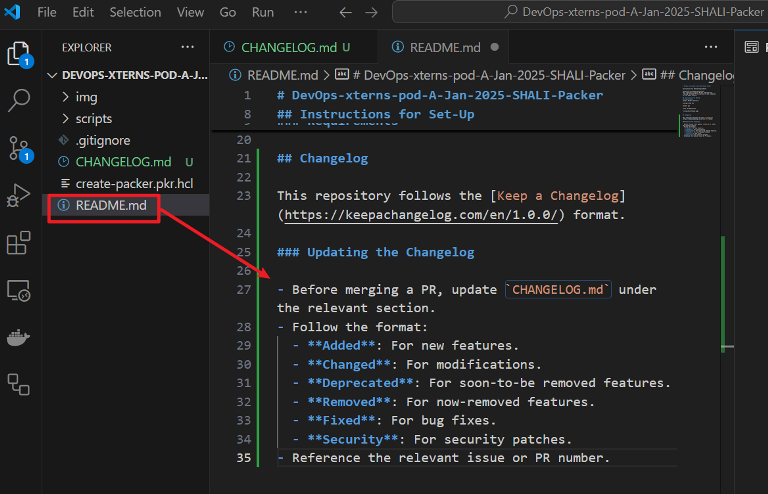 File Edit Selection View Go Run ... DevOps-xterns-pod-A-Jan-2025-SHALI-Packer
EXPLORER
DEVOPS-XTERNS-POD-A-J...
img
scripts
.gitignore
CHANGELOG.md U
create-packer.pkr.hcl
README.md
1
1
CHANGELOG.md U README.md
README.md > abc # DevOps-xterns-pod-A-Jan-2025-SHALI-Packer > abc ## Changelog
1 # DevOps-xterns-pod-A-Jan-2025-SHALI-Packer
8 ## Instructions for Set-Up
### Requirements
20
21 ## Changelog
22
23 This repository follows the [Keep a Changelog]
(https://keepachangelog.com/en/1.0.0/) format.
24
25 ### Updating the Changelog
26
27 - Before merging a PR, update `CHANGELOG.md` under
the relevant section.
28 - Follow the format:
29 - **Added**: For new features.
30 - **Changed**: For modifications.
31 - **Deprecated**: For soon-to-be removed features.
32 - **Removed**: For now-removed features.
33 - **Fixed**: For bug fixes.
34 - **Security**: For security patches.
35 - Reference the relevant issue or PR number.